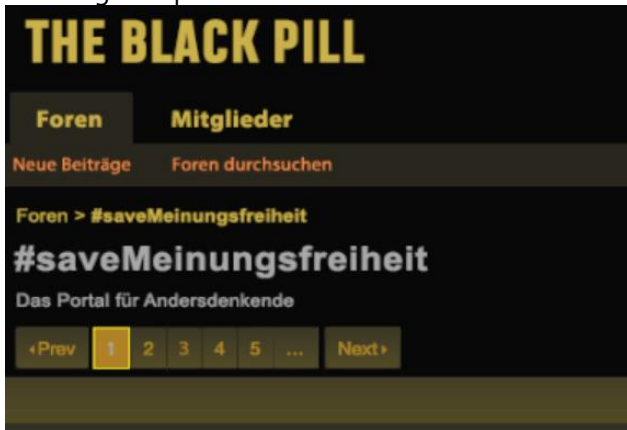 THE BLACK PILL
Foren Mitglieder
Neue Beiträge Foren durchsuchen
Foren > #saveMeinungsfreiheit
#saveMeinungsfreiheit
Das Portal für Andersdenkende
◂Prev 1 2 3 4 5 ... Next▸